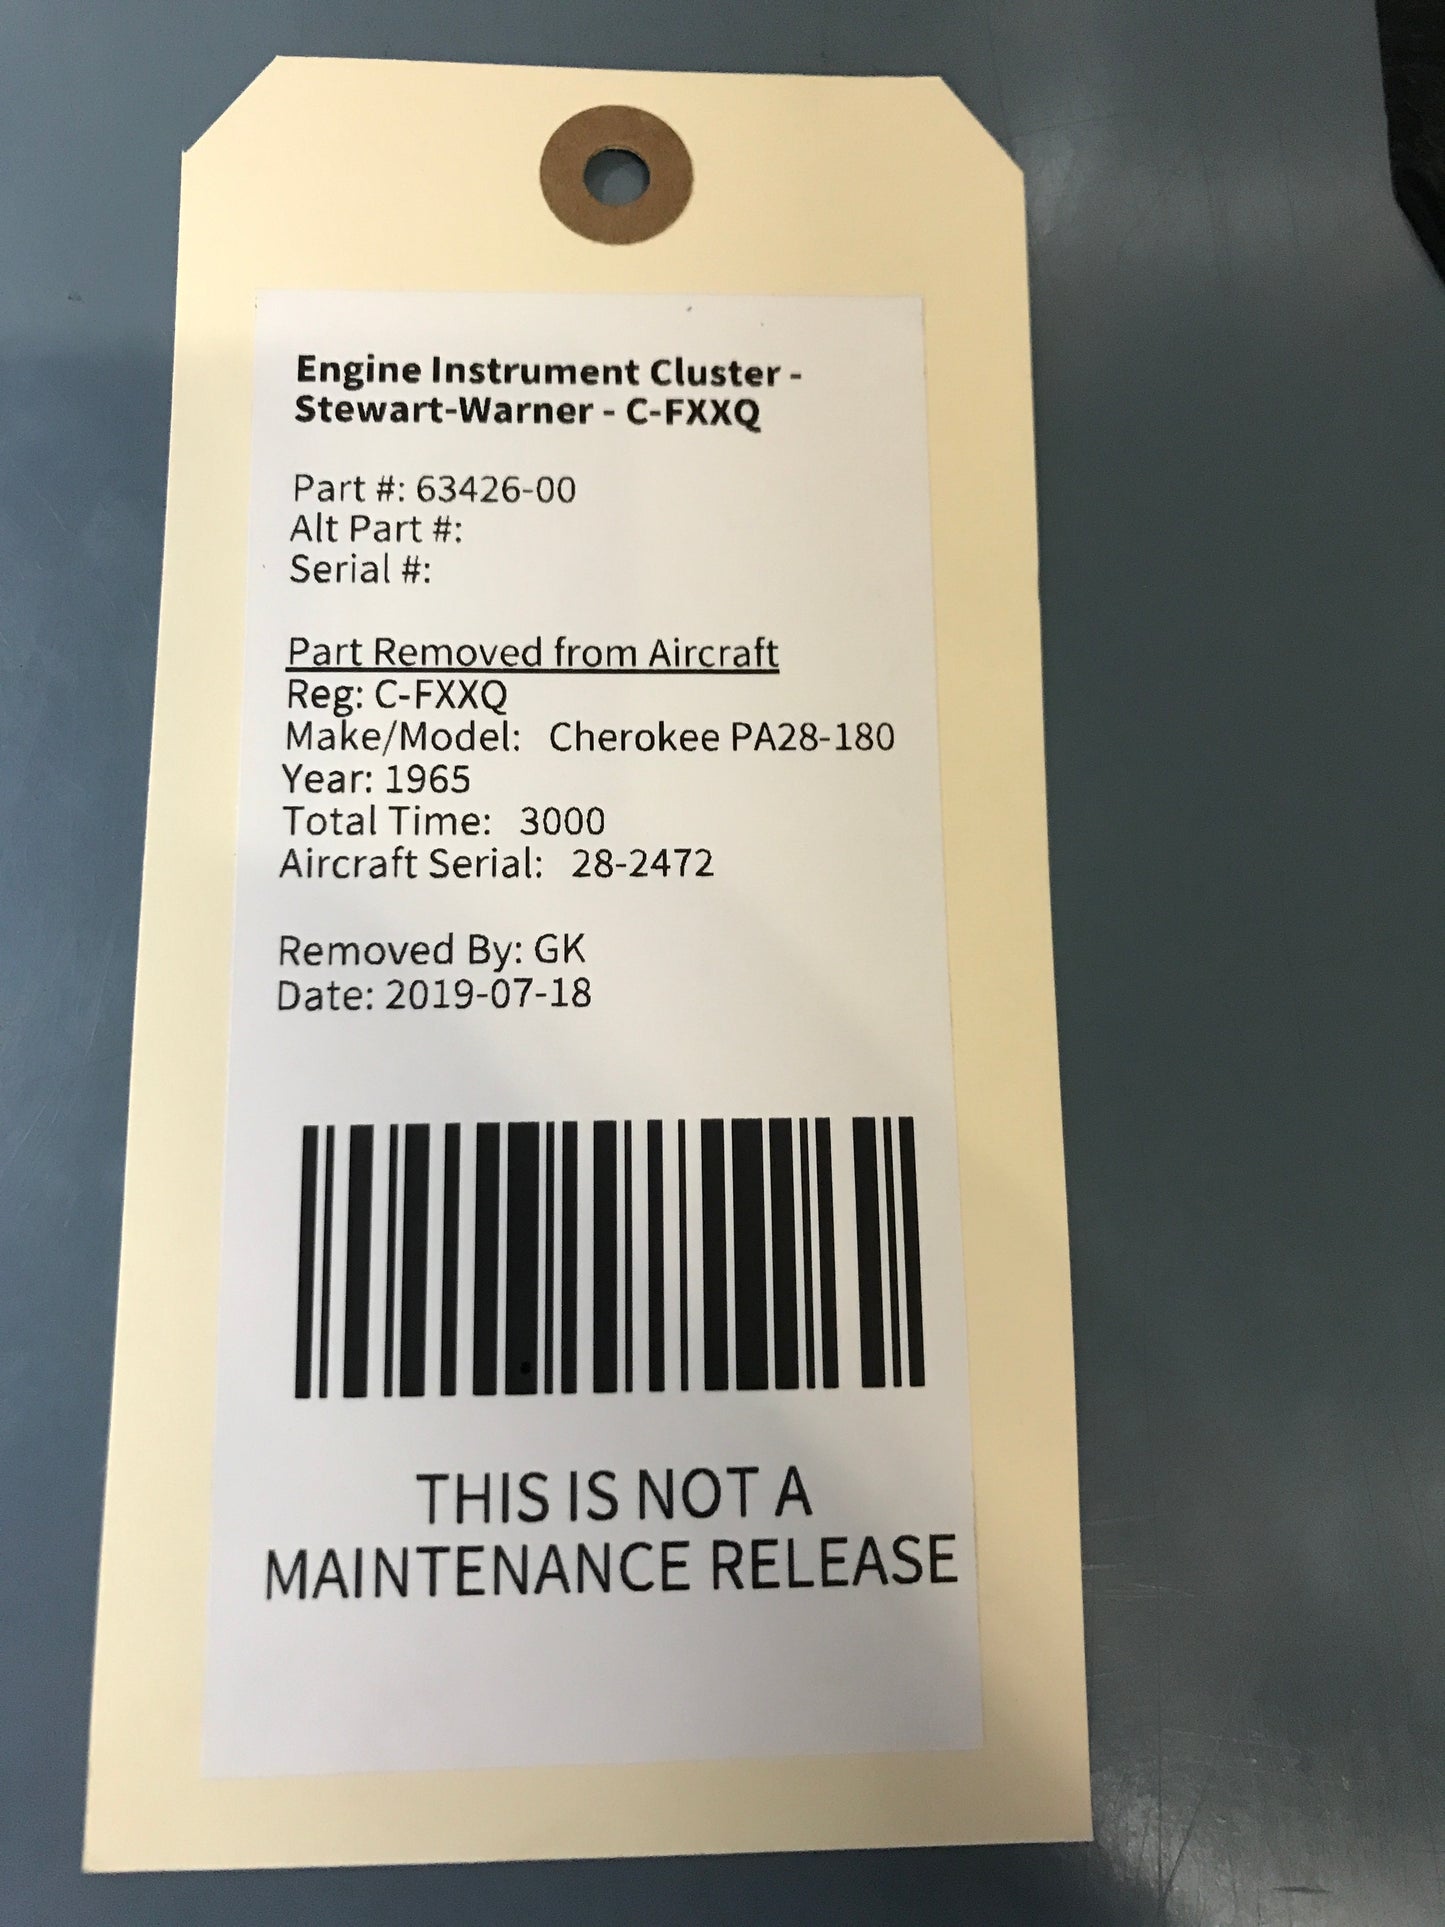 Engine Instrument Cluster -
Stewart-Warner - C-FXXQ
Part #: 63426-00
Alt Part #:
Serial #:
Part Removed from Aircraft
Reg: C-FXXQ
Make/Model: Cherokee PA28-180
Year: 1965
Total Time: 3000
Aircraft Serial: 28-2472
Removed By: GK
Date: 2019-07-18
THIS IS NOT A
MAINTENANCE RELEASE